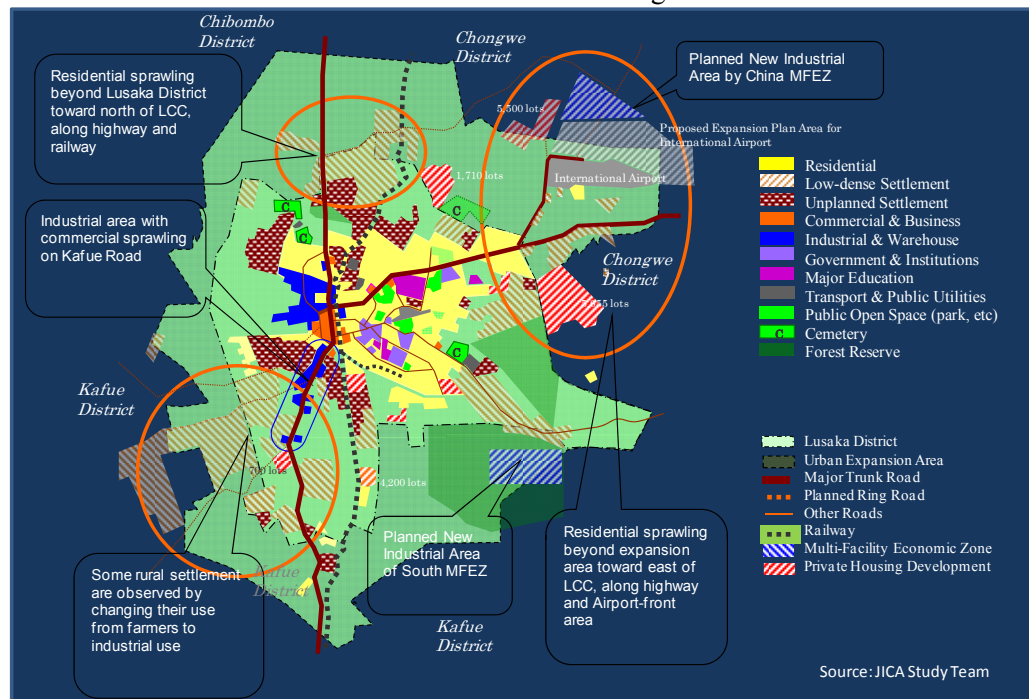 Chibombo
District
Chongwe
District
Residential sprawling
beyond Lusaka District
toward north of LCC,
along highway and
railway
Planned New Industrial
Area by China MFEZ
5,500 lots
Proposed Expansion Plan Area for
International Airport
1,710 lots
International Airport
Industrial area with
commercial sprawling
on Kafue Road
C
C
C
C
Chongwe
District
lots
Residential
Low-dense Settlement
Unplanned Settlement
Commercial & Business
Industrial & Warehouse
Government & Institutions
Major Education
Transport & Public Utilities
Public Open Space (park, etc)
C
Cemetery
Forest Reserve
Kafue
District
700 lots
1,200 lots
Lusaka District
Urban Expansion Area
Major Trunk Road
Planned Ring Road
Other Roads
Railway
Multi-Facility Economic Zone
Private Housing Development
Some rural settlement
are observed by
changing their use
from farmers to
industrial use
Kafue
District
Planned New
Industrial Area
of South MFEZ
Kafue
District
Residential sprawling
beyond expansion
area toward east of
LCC, along highway
and Airport-front
area
Source: JICA Study Team